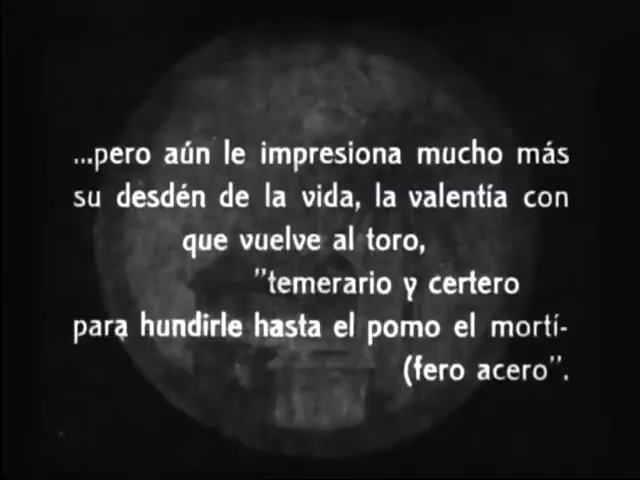 ...pero aún le impresiona mucho más
su desdén de la vida, la valentía con
que vuelve al toro,
"temerario y certero
para hundirle hasta el pomo el mortí-
(fero acero".